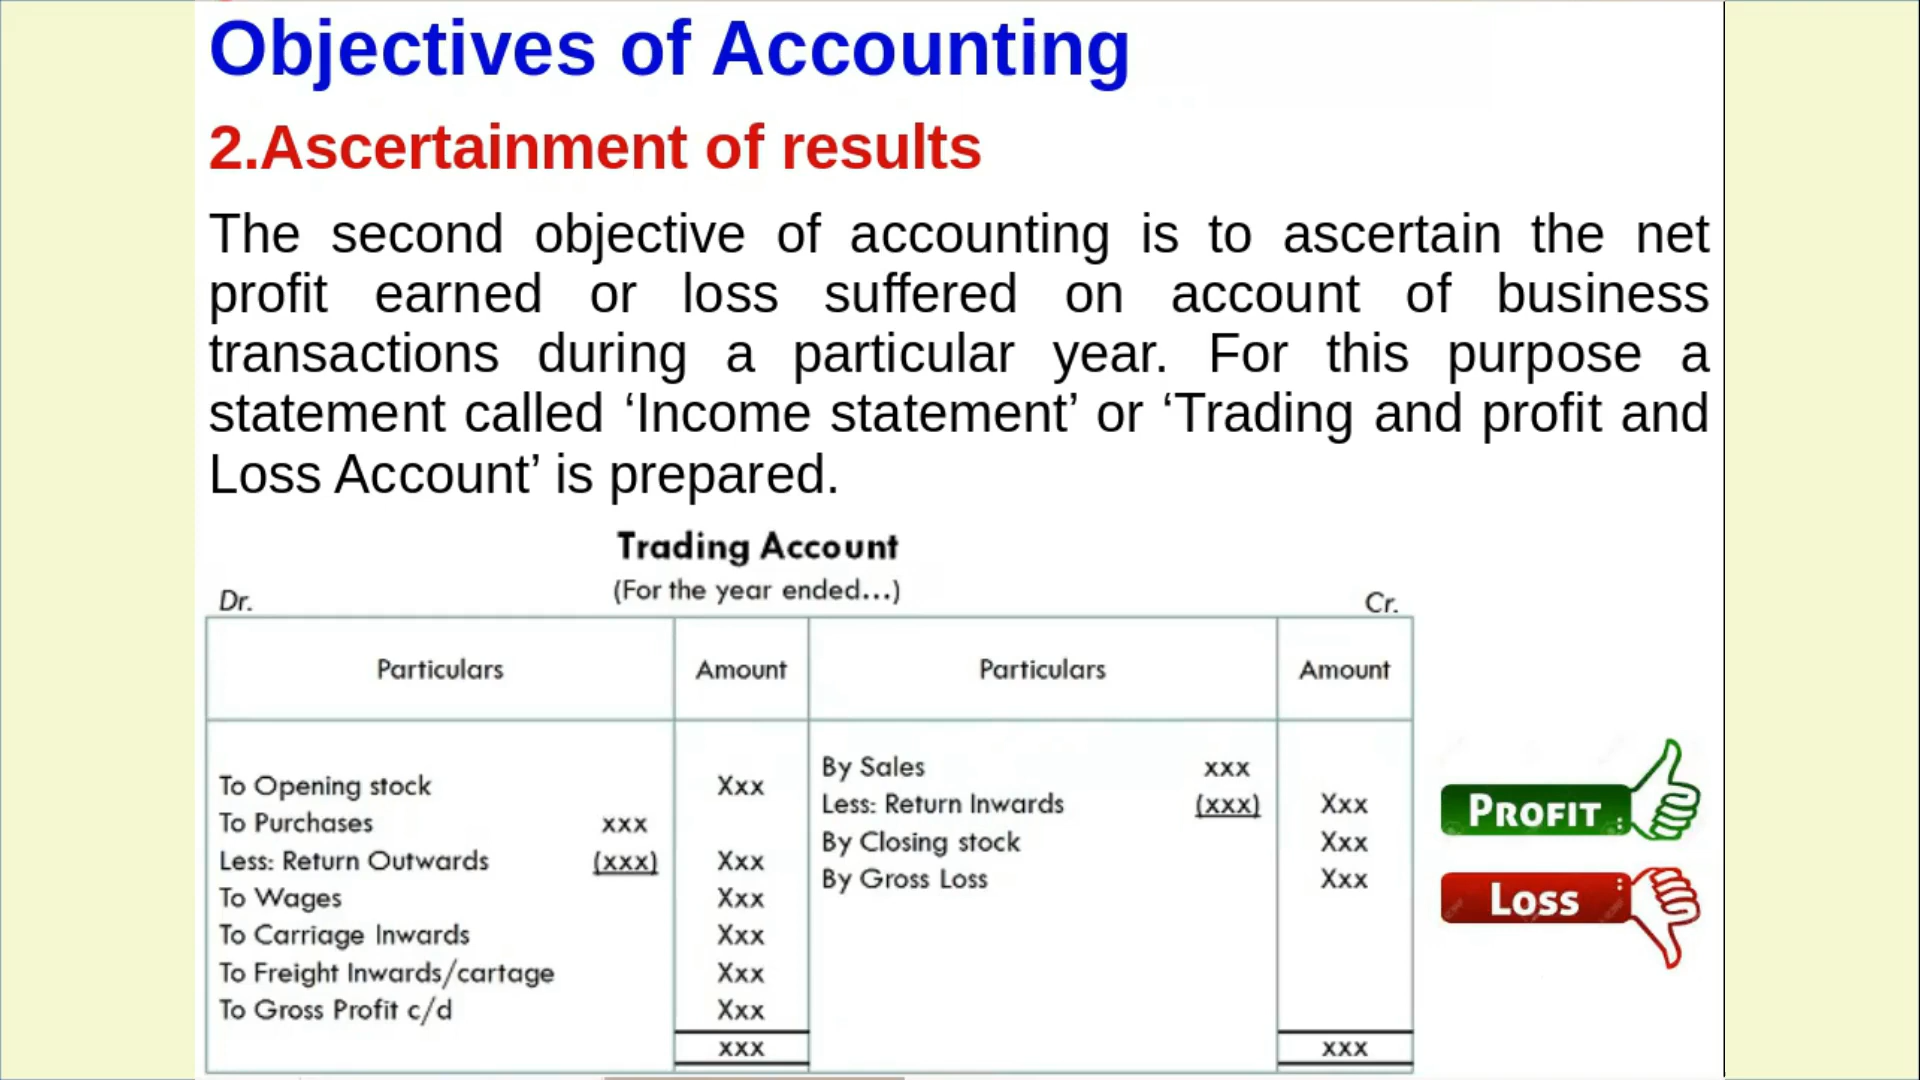 Objectives of Accounting
2.Ascertainment of results
The second objective of accounting is to ascertain the net
profit earned or loss suffered on account of business
transactions during a particular year. For this purpose a
statement called ‘Income statement’ or ‘Trading and profit and
Loss Account’ is prepared.
Trading Account
(For the year ended...)
Dr. Cr.
Particulars Amount Particulars Amount
To Opening stock Xxx
To Purchases xxx
Less: Return Outwards (xxx) Xxx
To Wages Xxx
To Carriage Inwards Xxx
To Freight Inwards/cartage Xxx
To Gross Profit c/d Xxx
xxx
By Sales xxx
Less: Return Inwards (xxx) Xxx
By Closing stock Xxx
By Gross Loss Xxx
xxx
PROFIT
LOSS